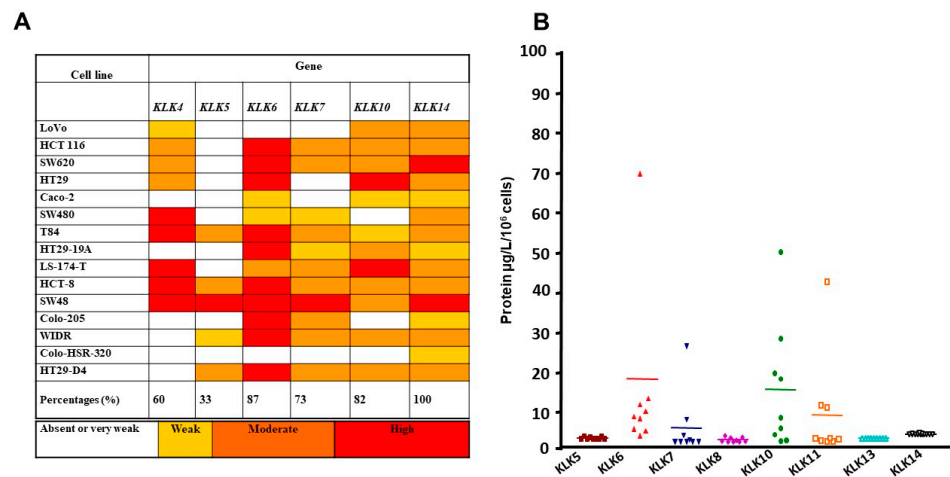 A
B
Cell line Gene
KLK4 KLK5 KLK6 KLK7 KLK10 KLK14
LoVo
HCT 116
SW620
HT29
Caco-2
SW480
T84
HT29-19A
LS-174-T
HCT-8
SW48
Colo-205
WIDR
Colo-HSR-320
HT29-D4
Percentages (%) 60 33 87 73 82 100
Absent or very weak Weak Moderate High
Protein µg/L/10⁶ cells)
100
90
80
70
60
50
40
30
20
10
0
KLK5 KLK6 KLK7 KLK8 KLK10 KLK11 KLK13 KLK14